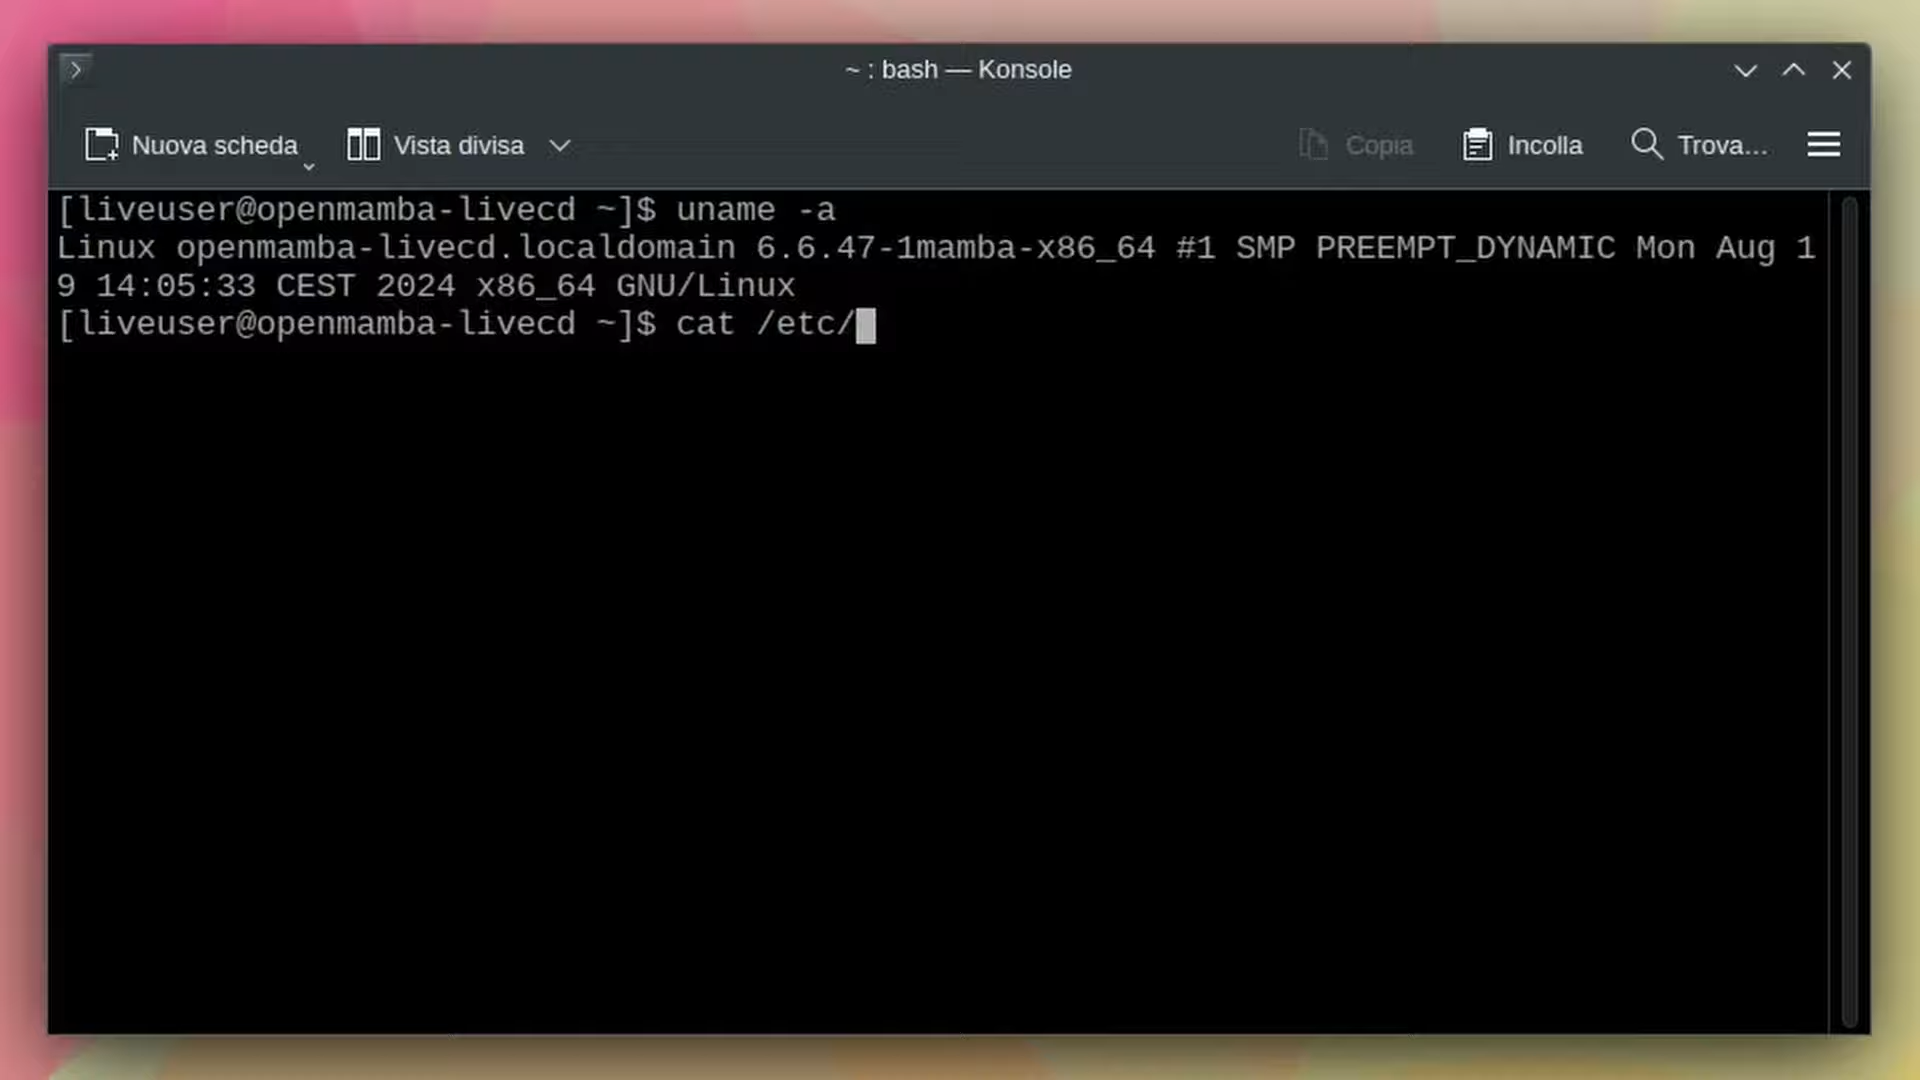 ~ : bash — Konsole
Nuova scheda Vista divisa Copia Incolla Trova...
[liveuser@openmamba-livecd ~]$ uname -a
Linux openmamba-livecd.localdomain 6.6.47-1mamba-x86_64 #1 SMP PREEMPT_DYNAMIC Mon Aug 1
9 14:05:33 CEST 2024 x86_64 GNU/Linux
[liveuser@openmamba-livecd ~]$ cat /etc/